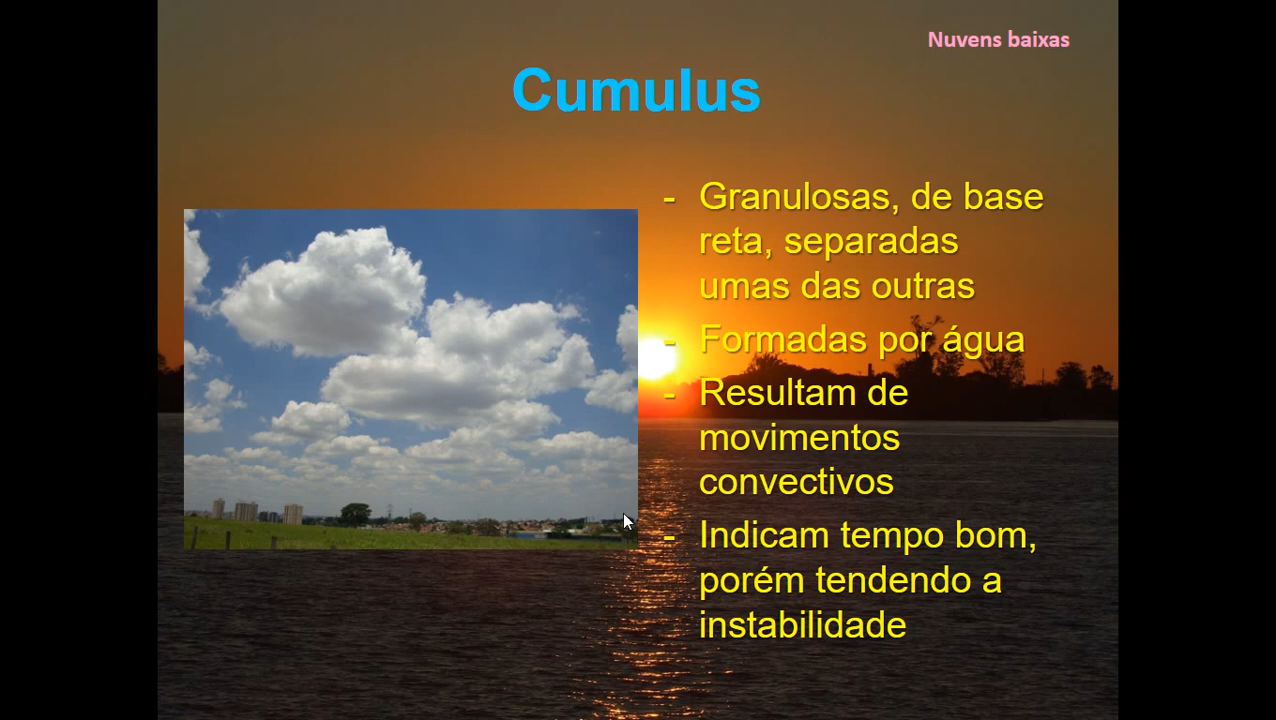 Nuvens baixas
Cumulus
- Granulosas, de base
reta, separadas
umas das outras
- Formadas por água
- Resultam de
movimentos
convectivos
- Indicam tempo bom,
porém tendendo a
instabilidade